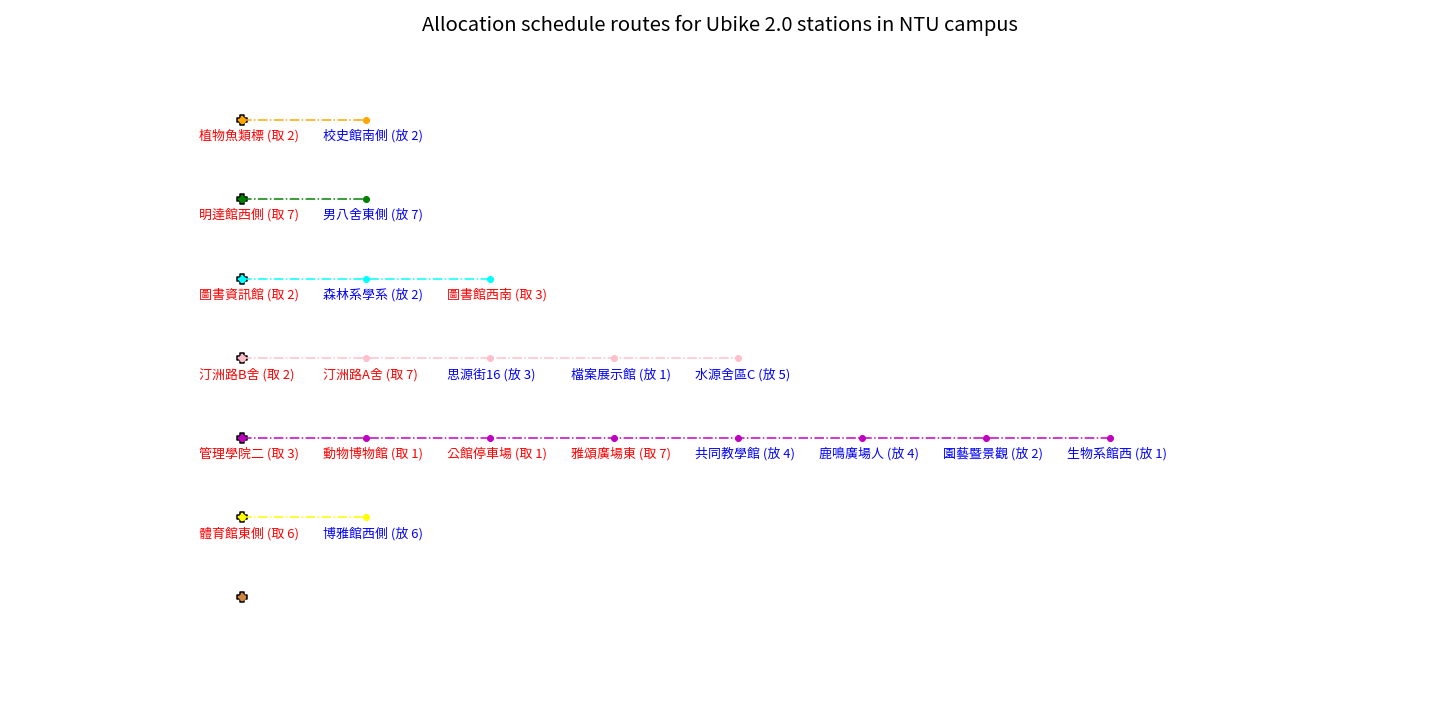 Allocation schedule routes for Ubike 2.0 stations in NTU campus
植物魚類標 (取 2) 校史館南側 (放 2)
明達館西側 (取 7) 男八舍東側 (放 7)
圖書資訊館 (取 2) 森林系學系 (放 2) 圖書館西南 (取 3)
汀洲路B舍 (取 2) 汀洲路A舍 (取 7) 思源街16 (放 3) 檔案展示館 (放 1) 水源舍區C (放 5)
管理學院二 (取 3) 動物博物館 (取 1) 公館停車場 (取 1) 雅頌廣場東 (取 7) 共同教學館 (放 4) 鹿鳴廣場人 (放 4) 園藝暨景觀 (放 2) 生物系館西 (放 1)
體育館東側 (取 6) 博雅館西側 (放 6)